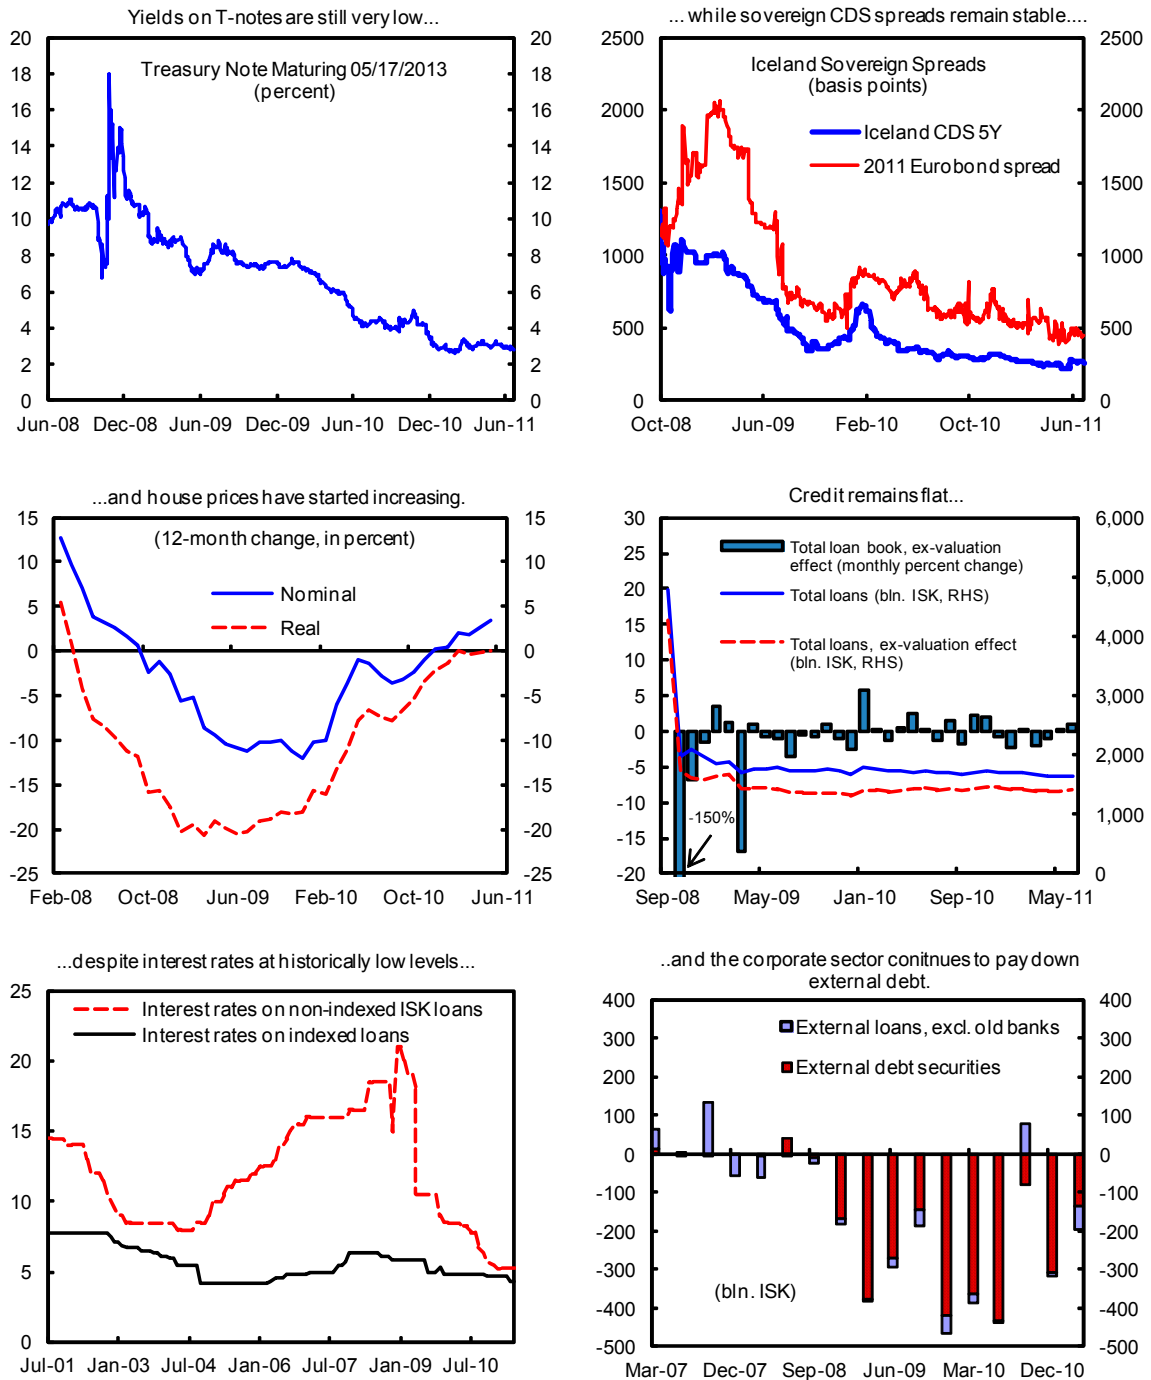 Yields on T-notes are still very low...
Treasury Note Maturing 05/17/2013
(percent)
20 18 16 14 12 10 8 6 4 2 0
20 18 16 14 12 10 8 6 4 2 0
Jun-08 Dec-08 Jun-09 Dec-09 Jun-10 Dec-10 Jun-11
... while sovereign CDS spreads remain stable....
Iceland Sovereign Spreads
(basis points)
Iceland CDS 5Y
2011 Eurobond spread
2500 2000 1500 1000 500 0
2500 2000 1500 1000 500 0
Oct-08 Jun-09 Feb-10 Oct-10 Jun-11
...and house prices have started increasing.
(12-month change, in percent)
Nominal
Real
15 10 5 0 -5 -10 -15 -20 -25
15 10 5 0 -5 -10 -15 -20 -25
Feb-08 Oct-08 Jun-09 Feb-10 Oct-10 Jun-11
Credit remains flat...
Total loan book, ex-valuation
effect (monthly percent change)
Total loans (bln. ISK, RHS)
Total loans, ex-valuation effect
(bln. ISK, RHS)
-150%
30 25 20 15 10 5 0 -5 -10 -15 -20
6,000 5,000 4,000 3,000 2,000 1,000 0
Sep-08 May-09 Jan-10 Sep-10 May-11
...despite interest rates at historically low levels...
Interest rates on non-indexed ISK loans
Interest rates on indexed loans
25 20 15 10 5 0
Jul-01 Jan-03 Jul-04 Jan-06 Jul-07 Jan-09 Jul-10
..and the corporate sector conitnues to pay down
external debt.
External loans, excl. old banks
External debt securities
(bln. ISK)
400 300 200 100 0 -100 -200 -300 -400 -500
400 300 200 100 0 -100 -200 -300 -400 -500
Mar-07 Dec-07 Sep-08 Jun-09 Mar-10 Dec-10